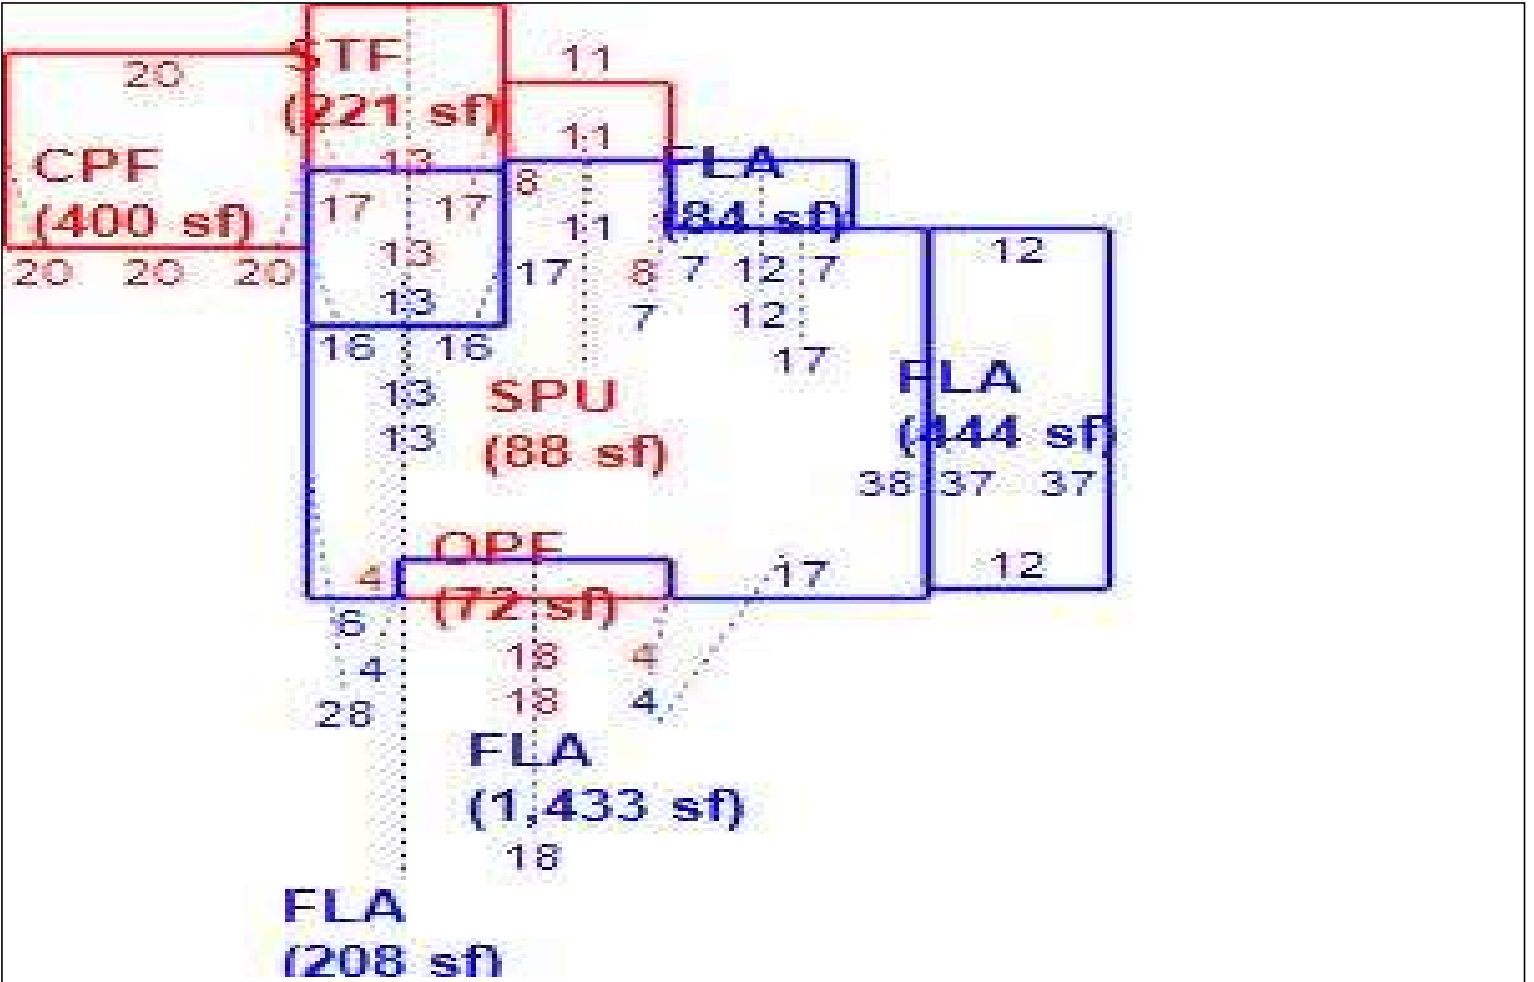 STF
11
20
(221 sf)
11
13
CPF
FLA
8
17
17
(400 sf)
11
(84 sf)
13
12
20
20
20
17
8
7
12
7
13
7
12
16
16
17
13
SPU
FLA
13
(88 sf)
(444 sf)
38
37
37
OPF
4
17
12
(72 sf)
6
4
18
4
28
18
4
FLA
(1,433 sf)
18
FLA
(208 sf)